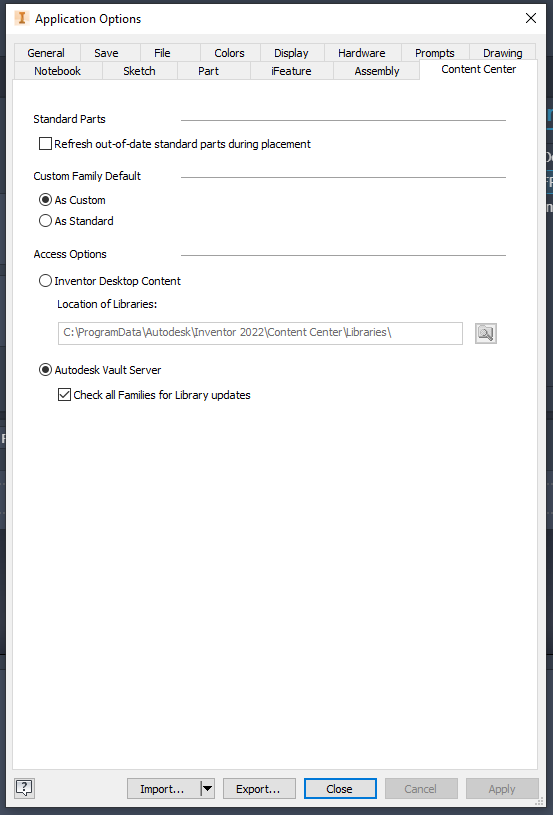 Application Options
General Save File Colors Display Hardware Prompts Drawing
Notebook Sketch Part iFeature Assembly Content Center
Standard Parts
Refresh out-of-date standard parts during placement
Custom Family Default
As Custom
As Standard
Access Options
Inventor Desktop Content
Location of Libraries:
C:\ProgramData\Autodesk\Inventor 2022\Content Center\Libraries\
Autodesk Vault Server
Check all Families for Library updates
Import... Export... Close Cancel Apply